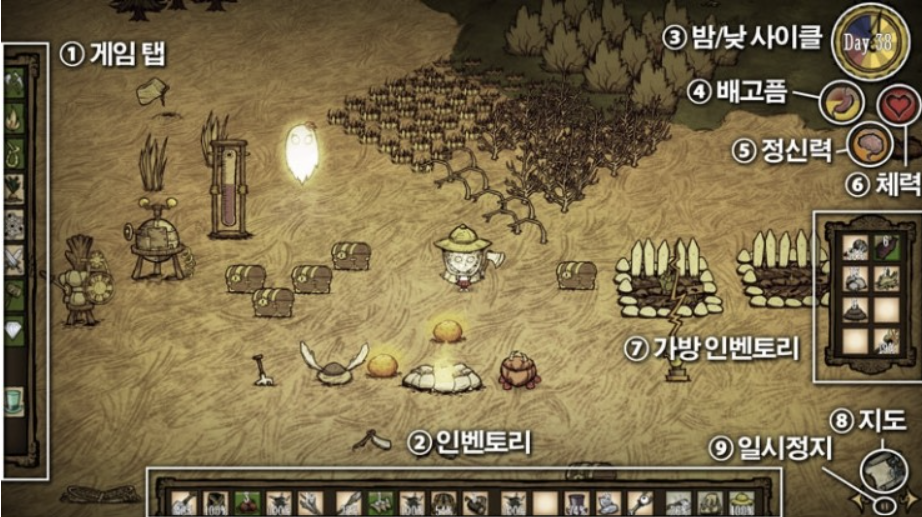 ① 게임 탭
③ 밤/낮 사이클
Day 38
④ 배고픔
⑤ 정신력
⑥ 체력
⑦ 가방 인벤토리
⑧ 지도
② 인벤토리
⑨ 일시정지